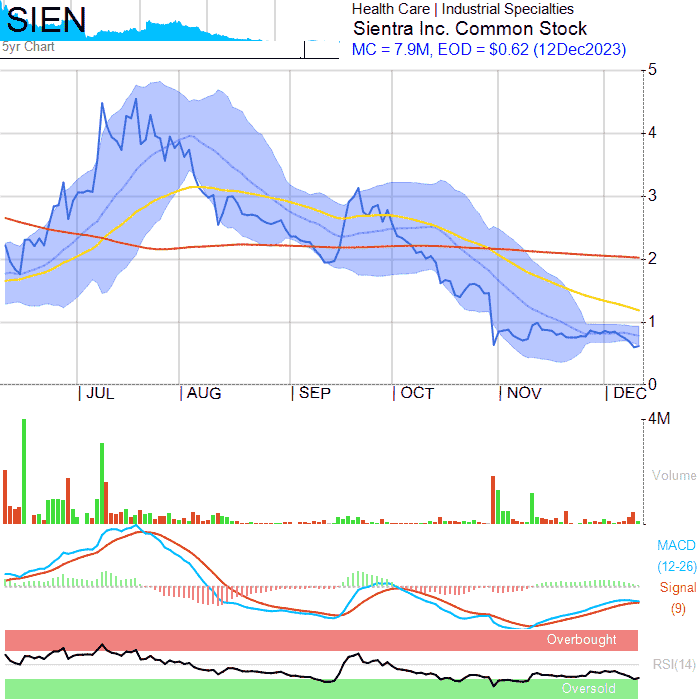 SIEN
5yr Chart
Health Care | Industrial Specialties
Sientra Inc. Common Stock
MC = 7.9M, EOD = $0.62 (12Dec2023)
5
4
3
2
1
0
| JUL | AUG | SEP | OCT | NOV | DEC
4M
Volume
MACD
(12-26)
Signal
(9)
Overbought
RSI(14)
Oversold